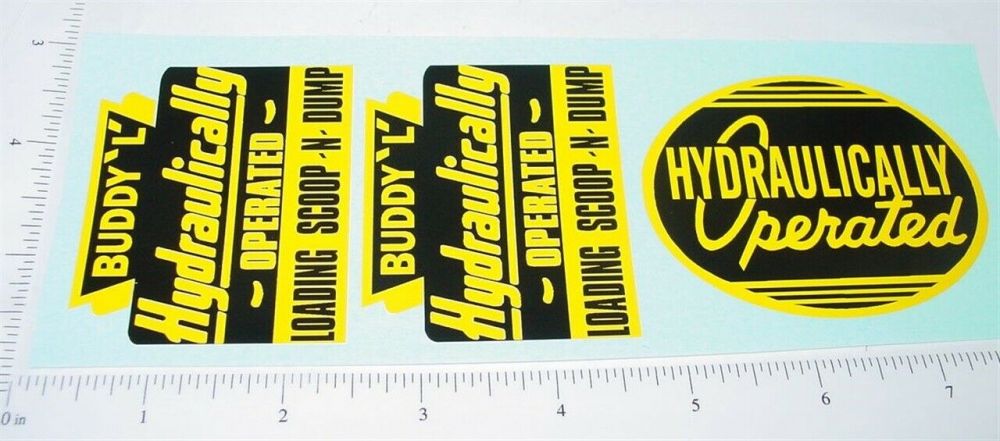 BUDDY 'L'
Hydraulically
OPERATED
LOADING SCOOP-N-DUMP
BUDDY 'L'
Hydraulically
OPERATED
LOADING SCOOP-N-DUMP
HYDRAULICALLY
Operated
3
4
0 in 1 2 3 4 5 6 7